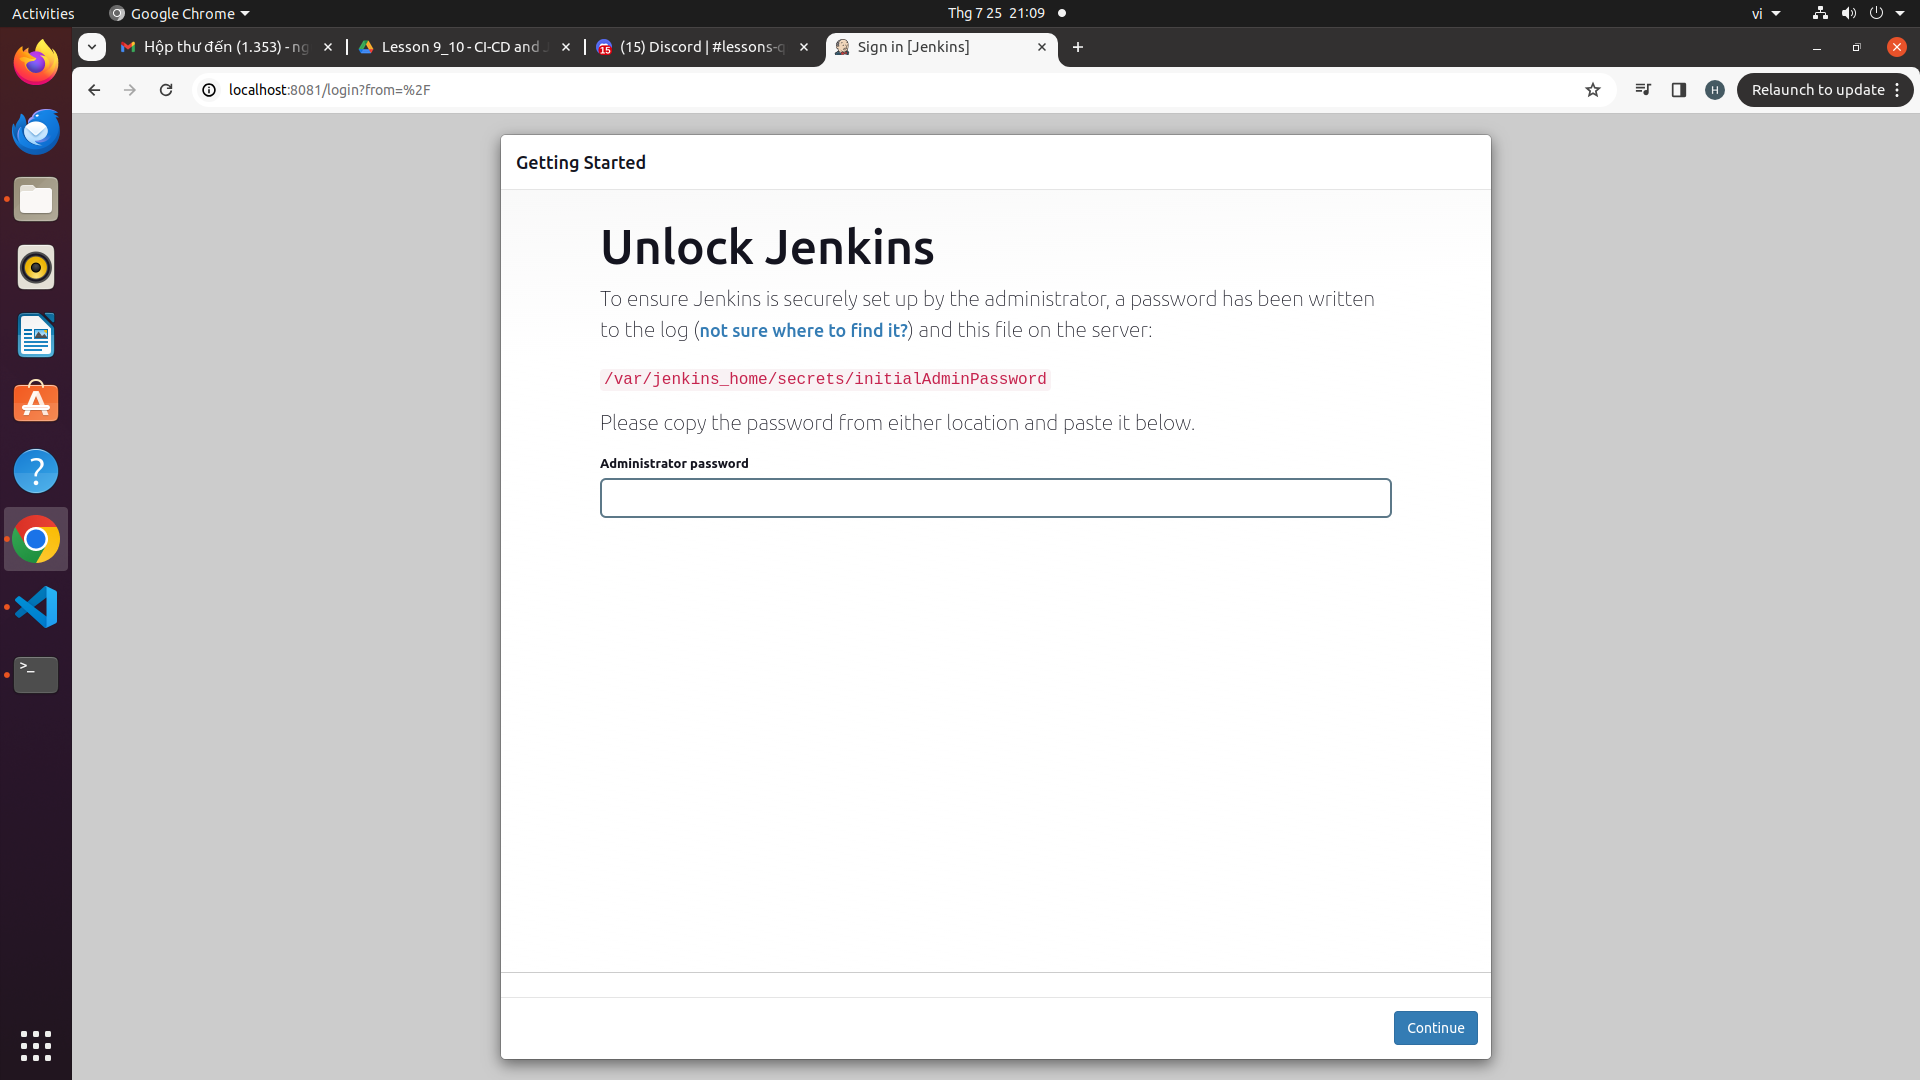 Activities
Google Chrome
Thg 7 25 21:09
vi
Hộp thư đến (1.353) - ng
Lesson 9_10 - CI-CD and J
15
(15) Discord | #lessons-q
Sign in [Jenkins]
localhost:8081/login?from=%2F
H
Relaunch to update
Getting Started
Unlock Jenkins
To ensure Jenkins is securely set up by the administrator, a password has been written
to the log (not sure where to find it?) and this file on the server:
/var/jenkins_home/secrets/initialAdminPassword
Please copy the password from either location and paste it below.
Administrator password
Continue